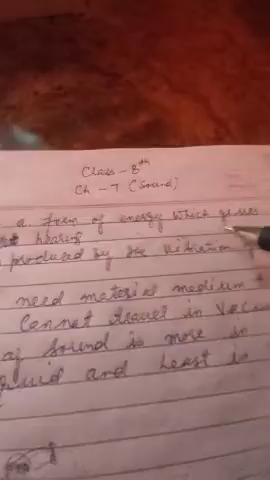 Class - 8th
Ch - 7 (Sound)
a form of energy which gives
hearing
produced by the vibration
need material medium
Cannot travel in
of sound is more in
and least in